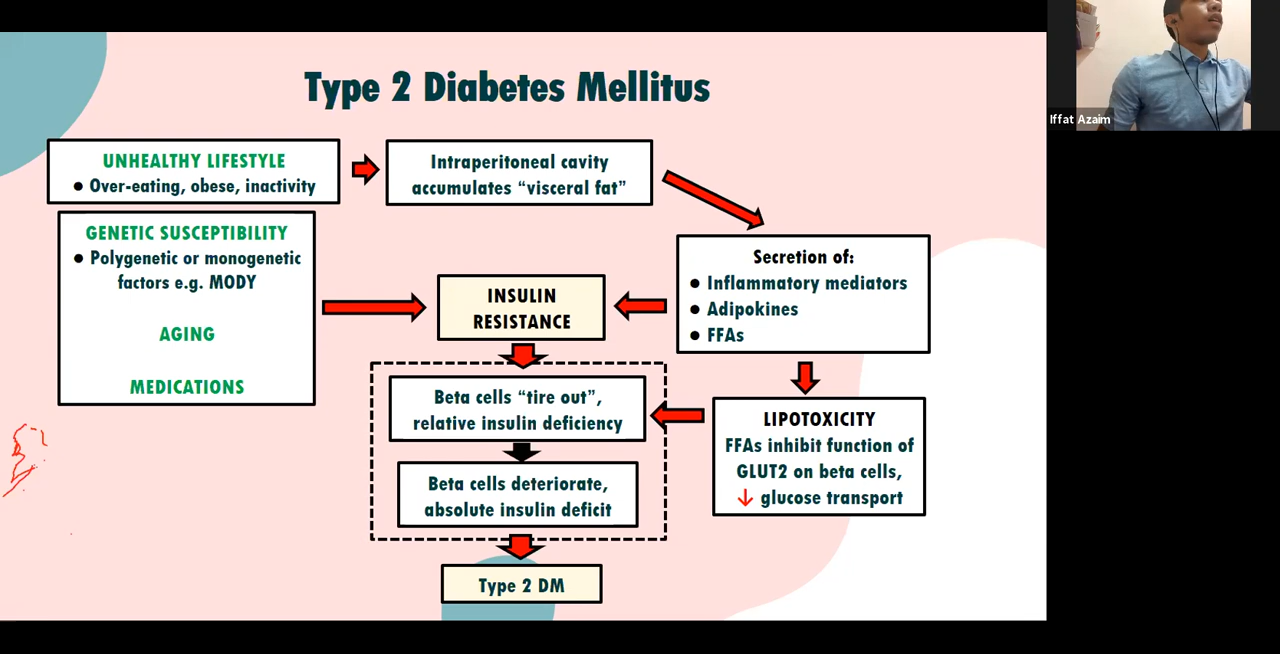 Type 2 Diabetes Mellitus
UNHEALTHY LIFESTYLE
● Over-eating, obese, inactivity
Intraperitoneal cavity
accumulates “visceral fat”
GENETIC SUSCEPTIBILITY
● Polygenetic or monogenetic
factors e.g. MODY
AGING
MEDICATIONS
INSULIN
RESISTANCE
Secretion of:
● Inflammatory mediators
● Adipokines
● FFAs
Beta cells “tire out”,
relative insulin deficiency
Beta cells deteriorate,
absolute insulin deficit
LIPOTOXICITY
FFAs inhibit function of
GLUT2 on beta cells,
↓ glucose transport
Type 2 DM
Iffat Azaim